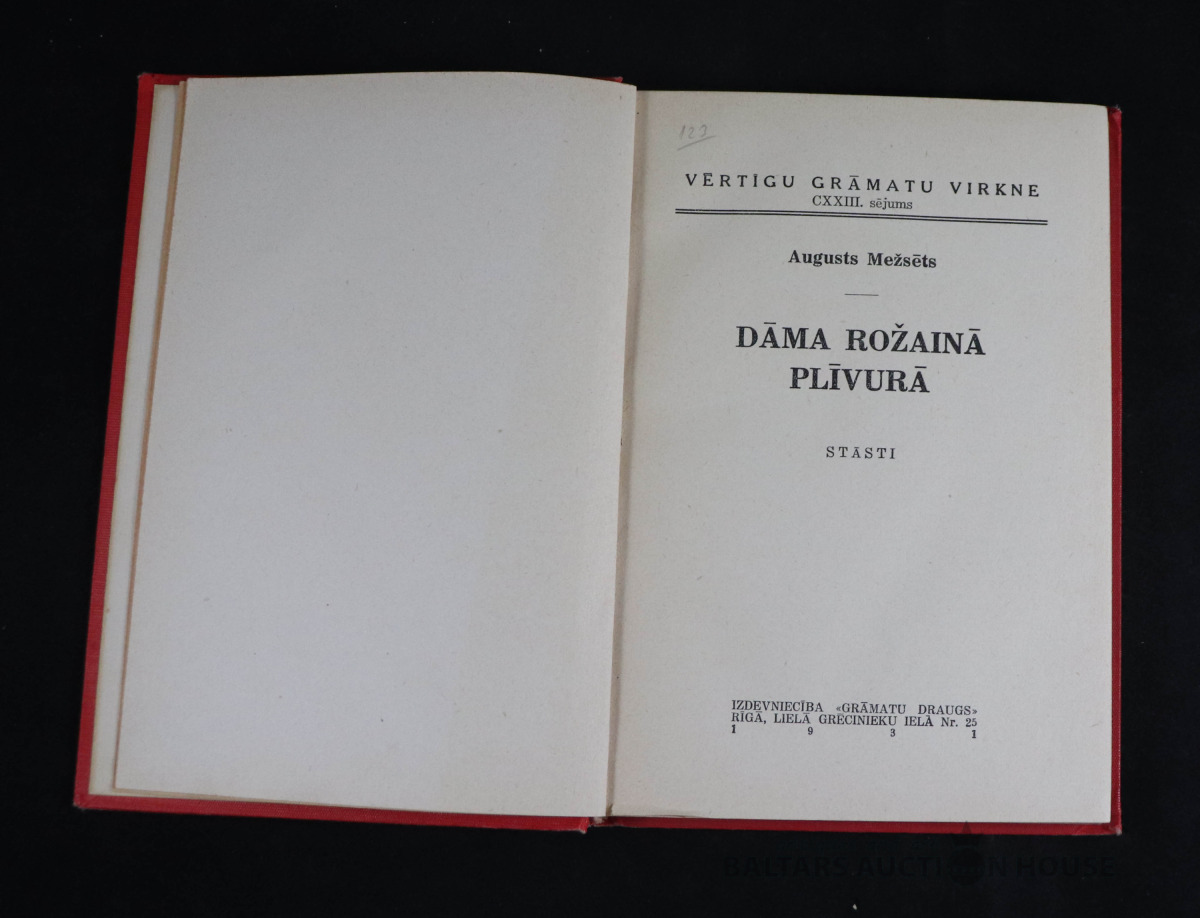 123
VĒRTĪGU GRĀMATU VIRKNE
CXXIII. sējums
Augusts Mežsēts
DĀMA ROŽAINĀ
PLĪVURĀ
STĀSTI
IZDEVNIECĪBA «GRĀMATU DRAUGS»
RĪGĀ, LIELĀ GRĒCINIEKU IELĀ Nr. 25
1 9 3 1
BALTARS AUCTION HOUSE